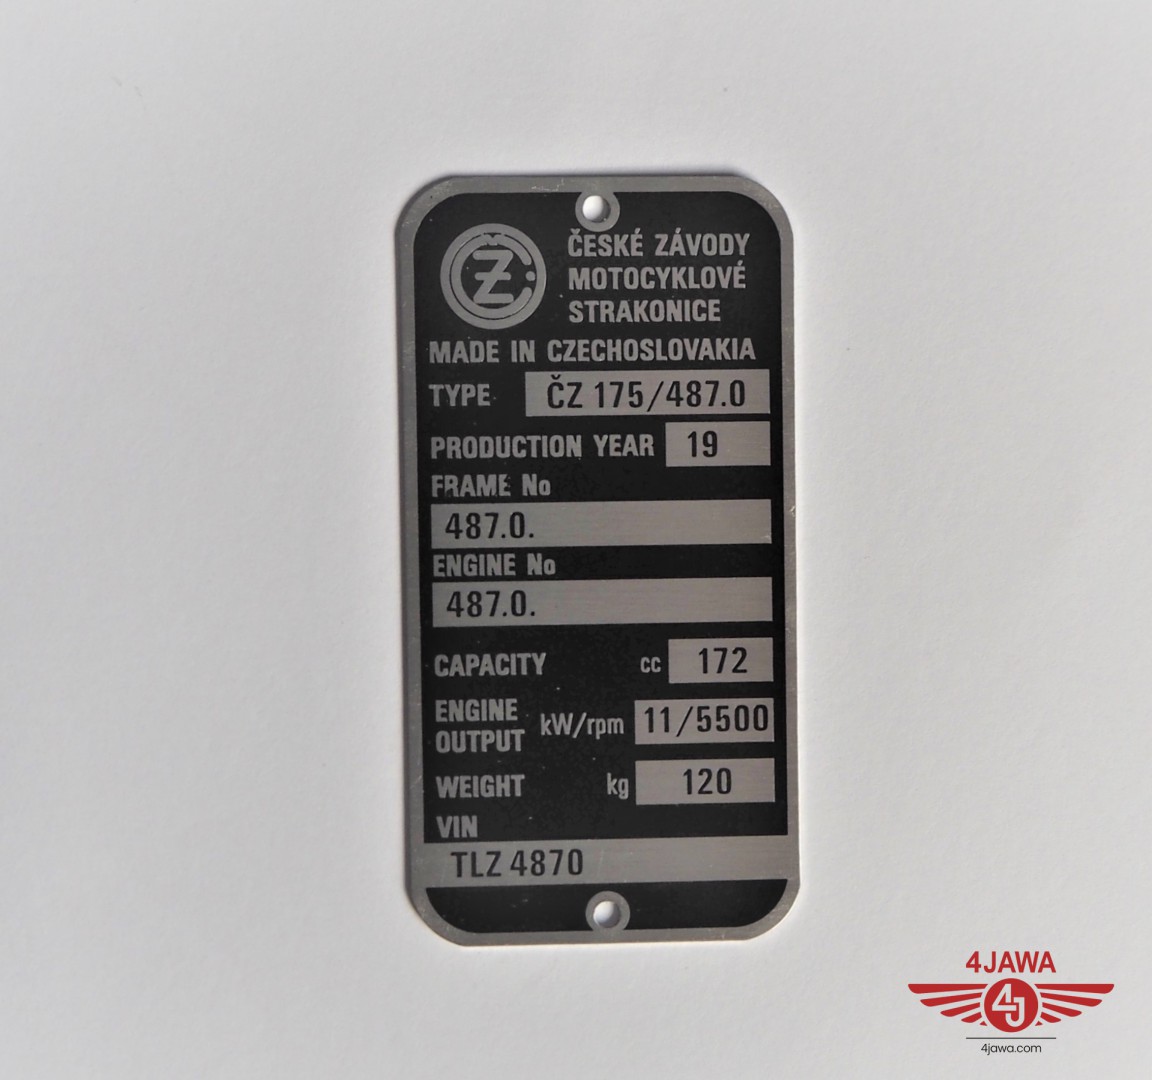 ČZ
ČESKÉ ZÁVODY
MOTOCYKLOVÉ
STRAKONICE
MADE IN CZECHOSLOVAKIA
TYPE ČZ 175/487.0
PRODUCTION YEAR 19
FRAME No
487.0.
ENGINE No
487.0.
CAPACITY cc 172
ENGINE OUTPUT kW/rpm 11/5500
WEIGHT kg 120
VIN
TLZ 4870
4JAWA
4J
4jawa.com